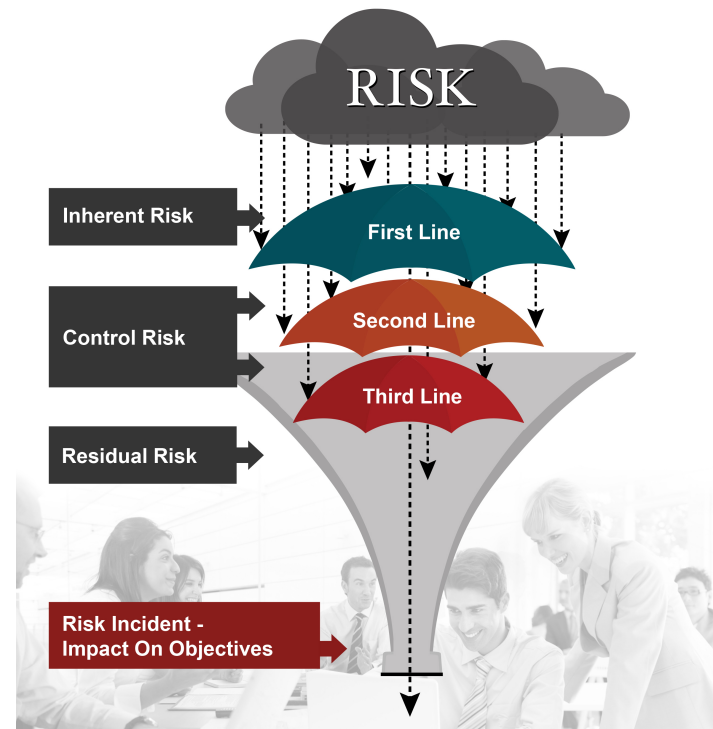 RISK
Inherent Risk
First Line
Control Risk
Second Line
Third Line
Residual Risk
Risk Incident -
Impact On Objectives